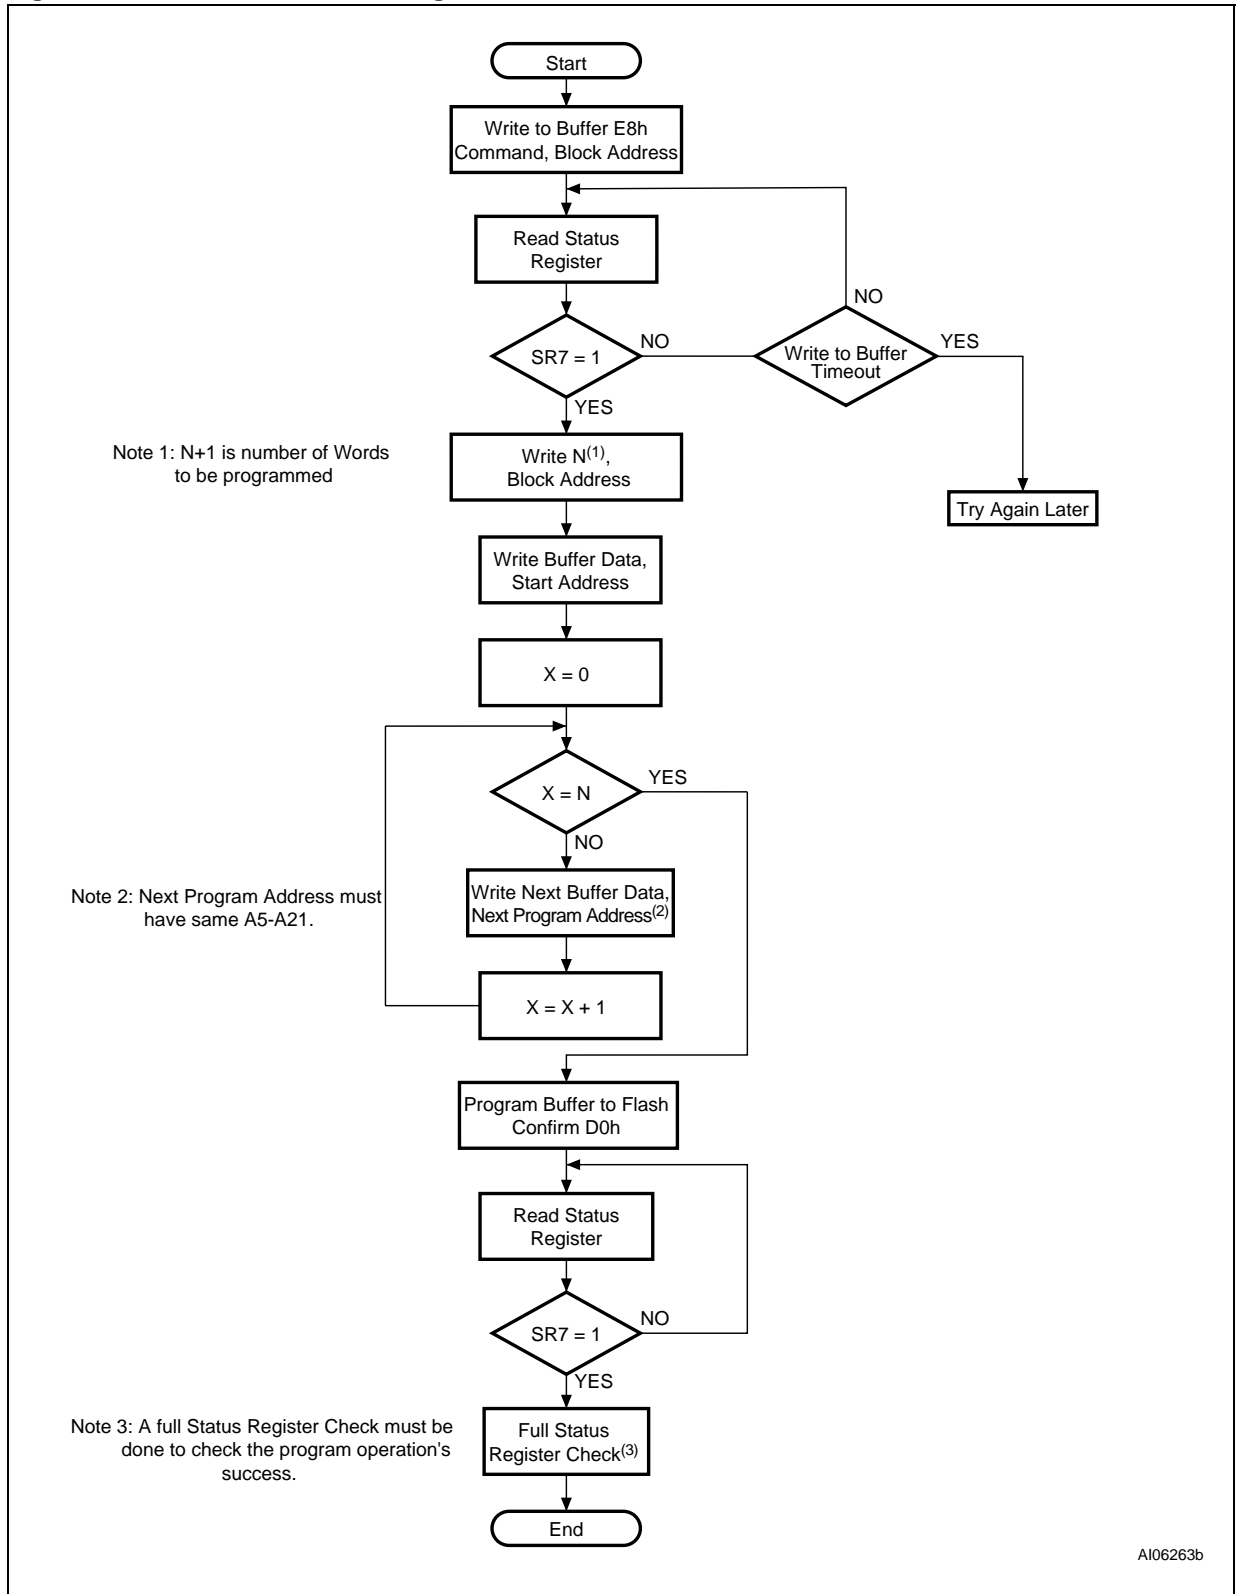 Start
Write to Buffer E8h
Command, Block Address
Read Status
Register
NO
SR7 = 1
NO
Write to Buffer
Timeout
YES
YES
Note 1: N+1 is number of Words
to be programmed
Write N(1),
Block Address
Try Again Later
Write Buffer Data,
Start Address
X = 0
X = N
YES
NO
Note 2: Next Program Address must
have same A5-A21.
Write Next Buffer Data,
Next Program Address(2)
X = X + 1
Program Buffer to Flash
Confirm D0h
Read Status
Register
SR7 = 1
NO
YES
Note 3: A full Status Register Check must be
done to check the program operation's
success.
Full Status
Register Check(3)
End
AI06263b